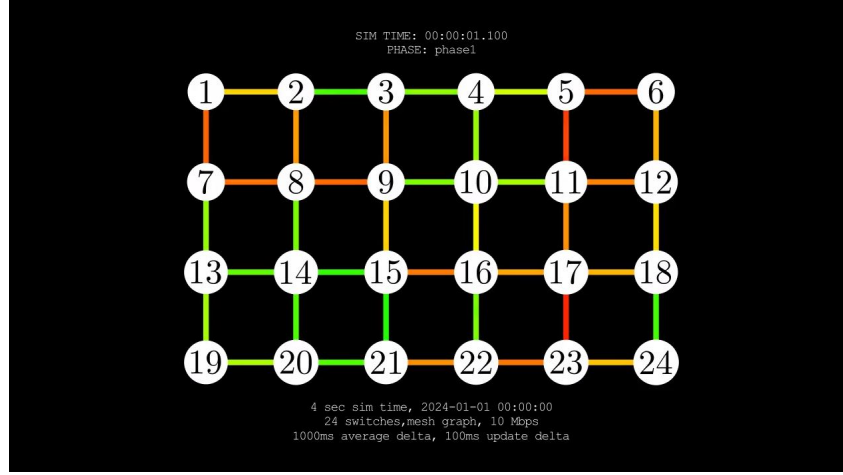 SIM TIME: 00:00:01.100
PHASE: phase1
1 2 3 4 5 6
7 8 9 10 11 12
13 14 15 16 17 18
19 20 21 22 23 24
4 sec sim time, 2024-01-01 00:00:00
24 switches,mesh graph, 10 Mbps
1000ms average delta, 100ms update delta